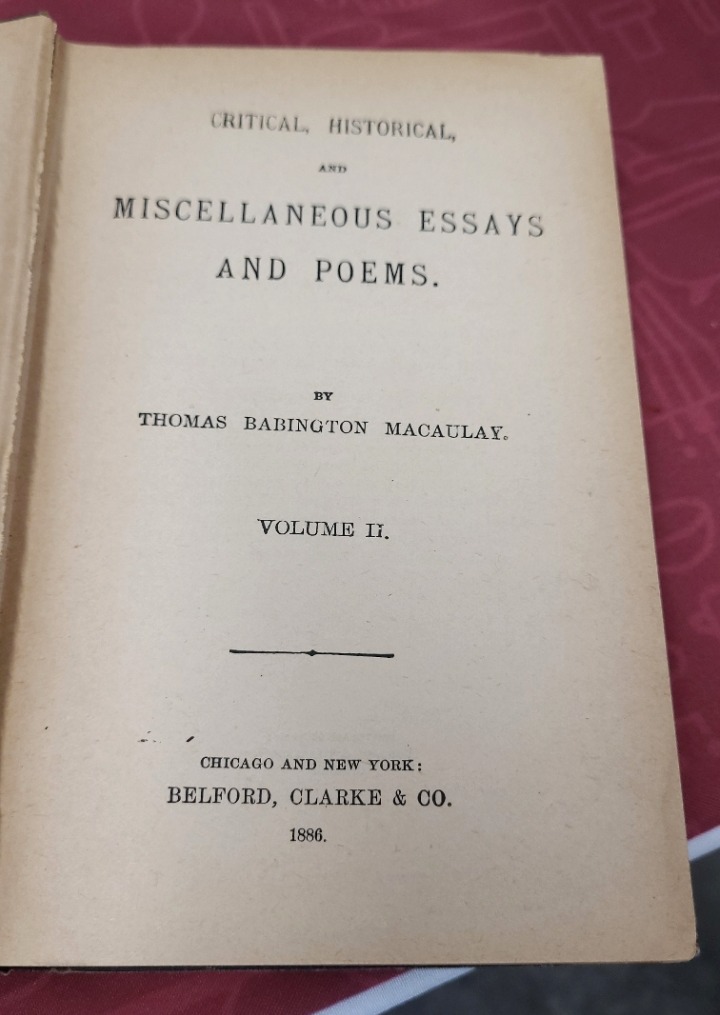 CRITICAL, HISTORICAL,
AND
MISCELLANEOUS ESSAYS
AND POEMS.
BY
THOMAS BABINGTON MACAULAY.
VOLUME II.
CHICAGO AND NEW YORK:
BELFORD, CLARKE & CO.
1886.